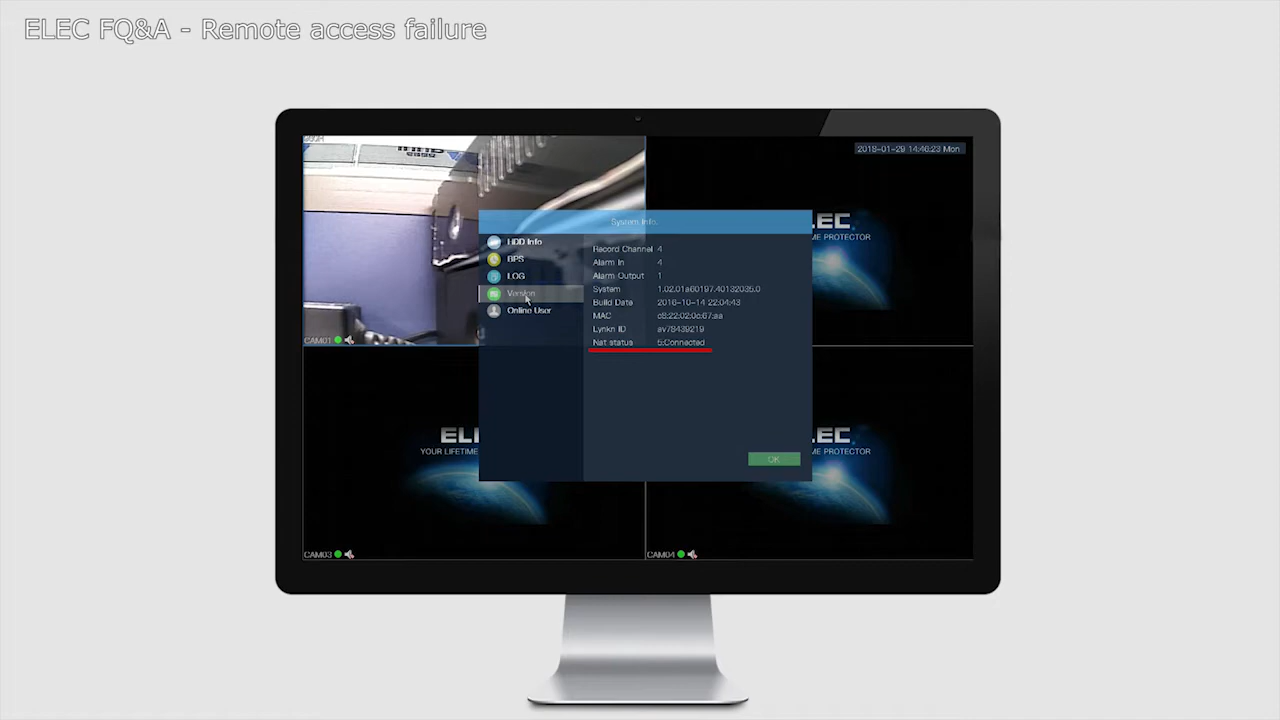 ELEC FQ&A - Remote access failure
2018-01-29 14:46:23 Mon
System Info.
HDD Info
BPS
LOG
Version
Online User
Record Channel 4
Alarm In 4
Alarm Output 1
System 1.02.01a60197.40132035.0
Build Date 2016-10-14 22:04:43
MAC c8:22:02:0c:67:aa
Lynkn ID av78439219
Nat status 5:Connected
OK
LEC
ME PROTECTOR
CAM01
EL
YOUR LIFETIME
LEC
ME PROTECTOR
CAM03
CAM04